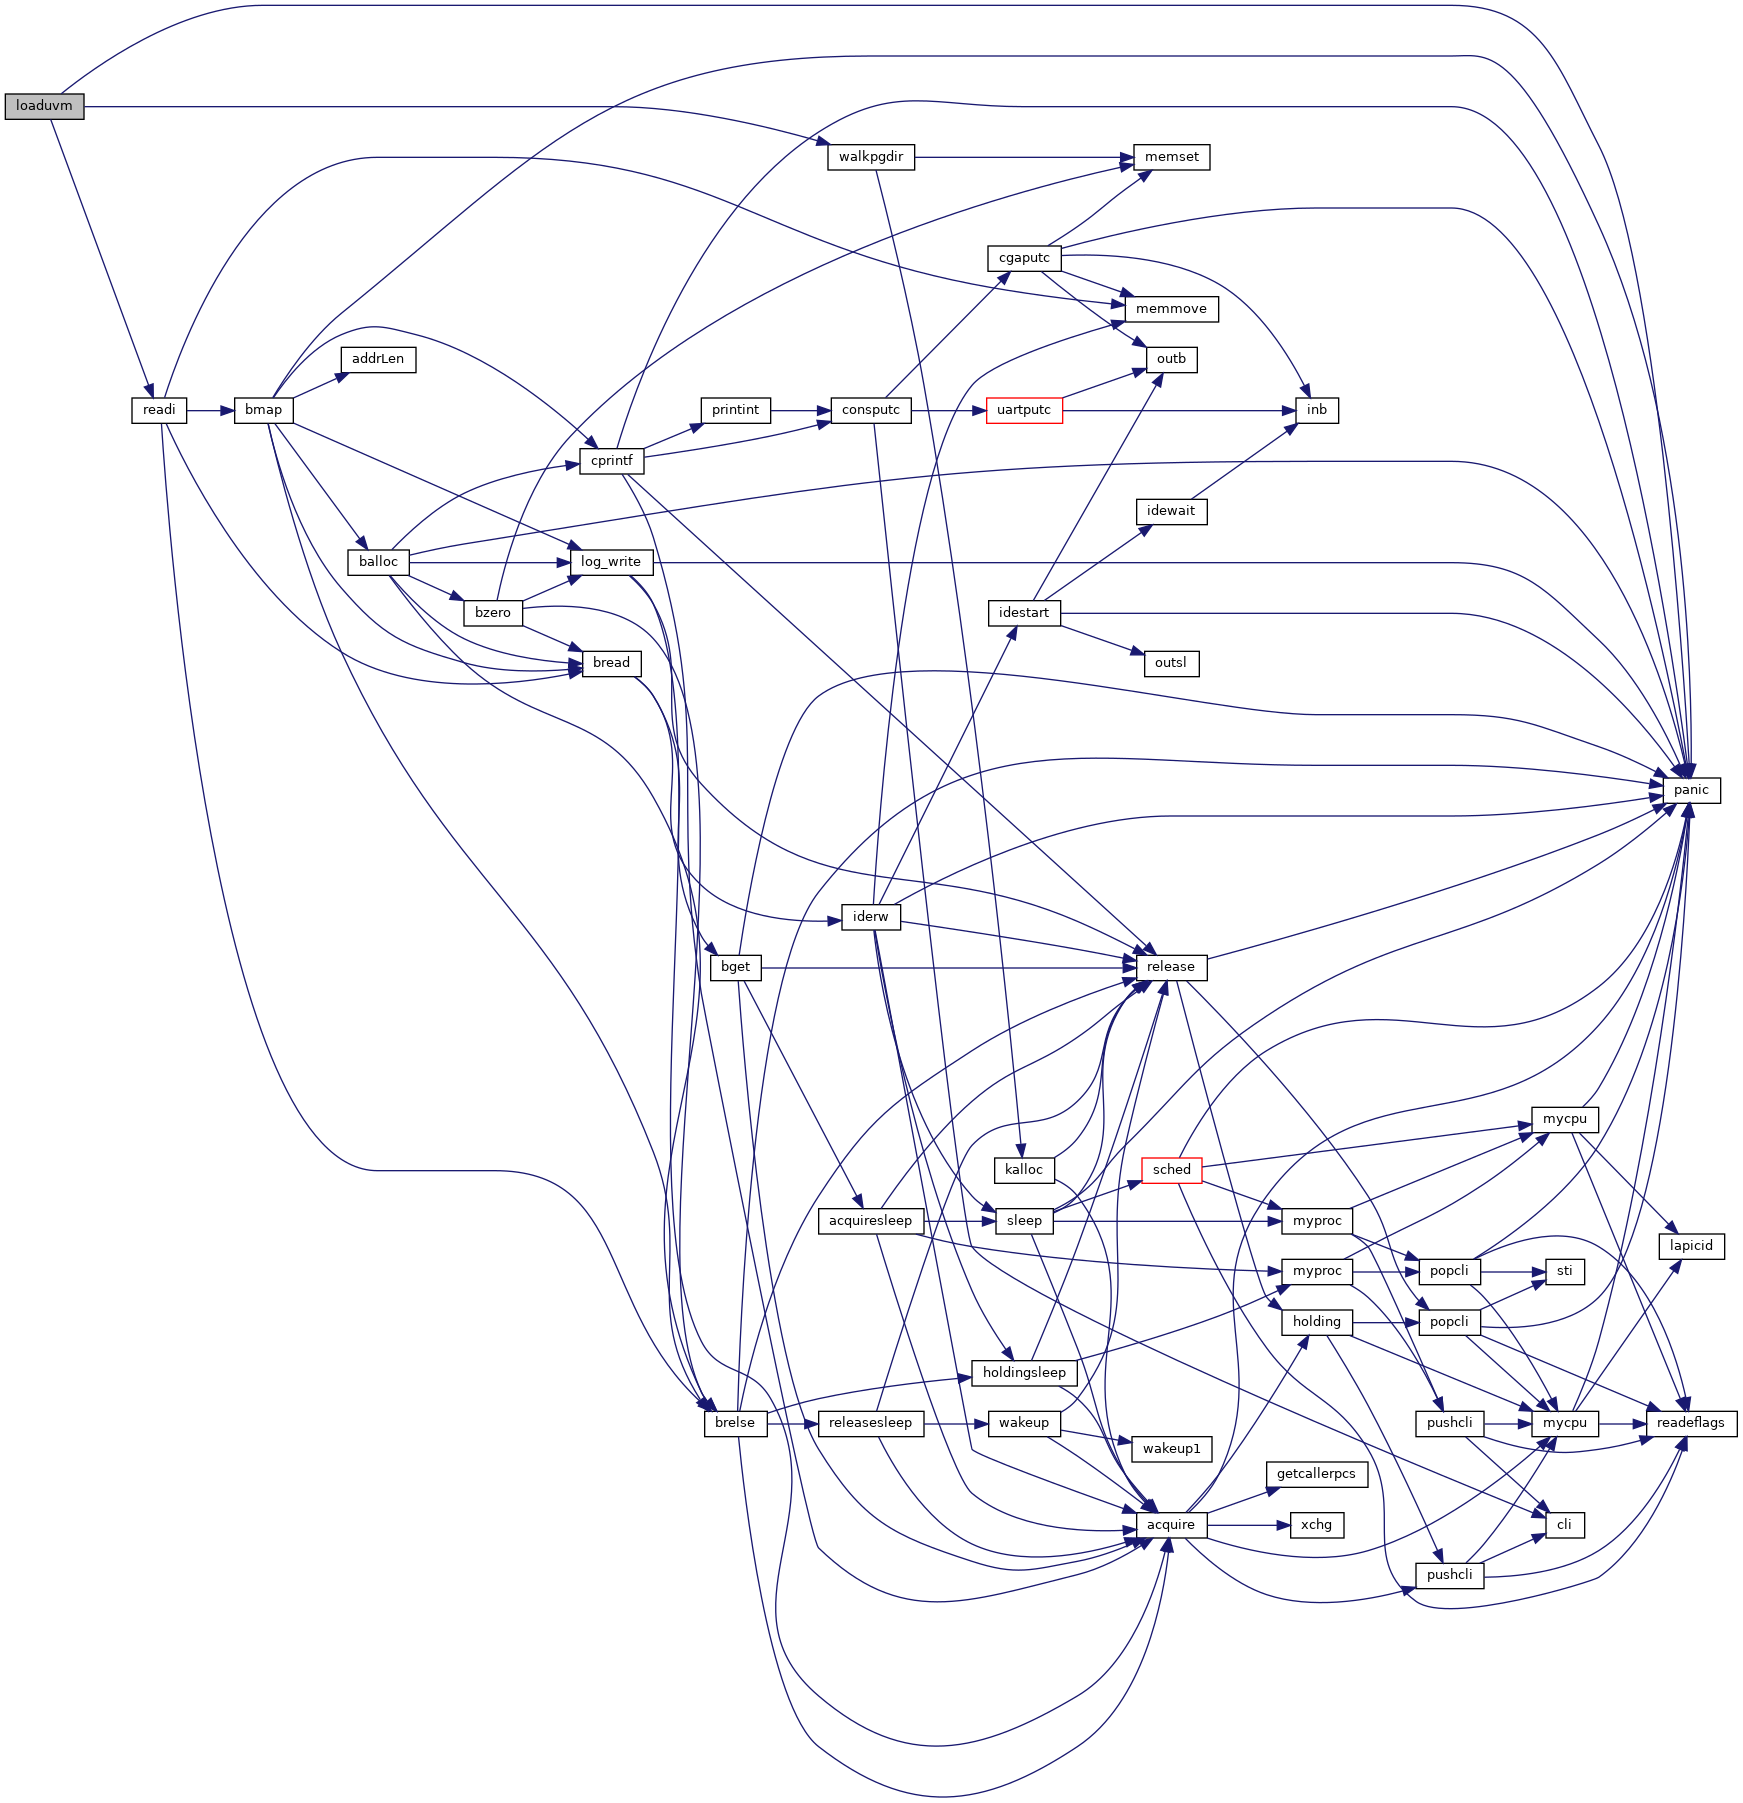 loaduvm
walkpgdir
memset
cgaputc
memmove
addrLen
outb
readi
bmap
printint
consputc
uartputc
inb
cprintf
idewait
balloc
log_write
bzero
idestart
bread
outsl
panic
iderw
bget
release
mycpu
kalloc
sched
acquiresleep
sleep
myproc
lapicid
myproc
popcli
sti
holding
popcli
holdingsleep
brelse
releasesleep
wakeup
pushcli
mycpu
readeflags
wakeup1
getcallerpcs
acquire
xchg
cli
pushcli